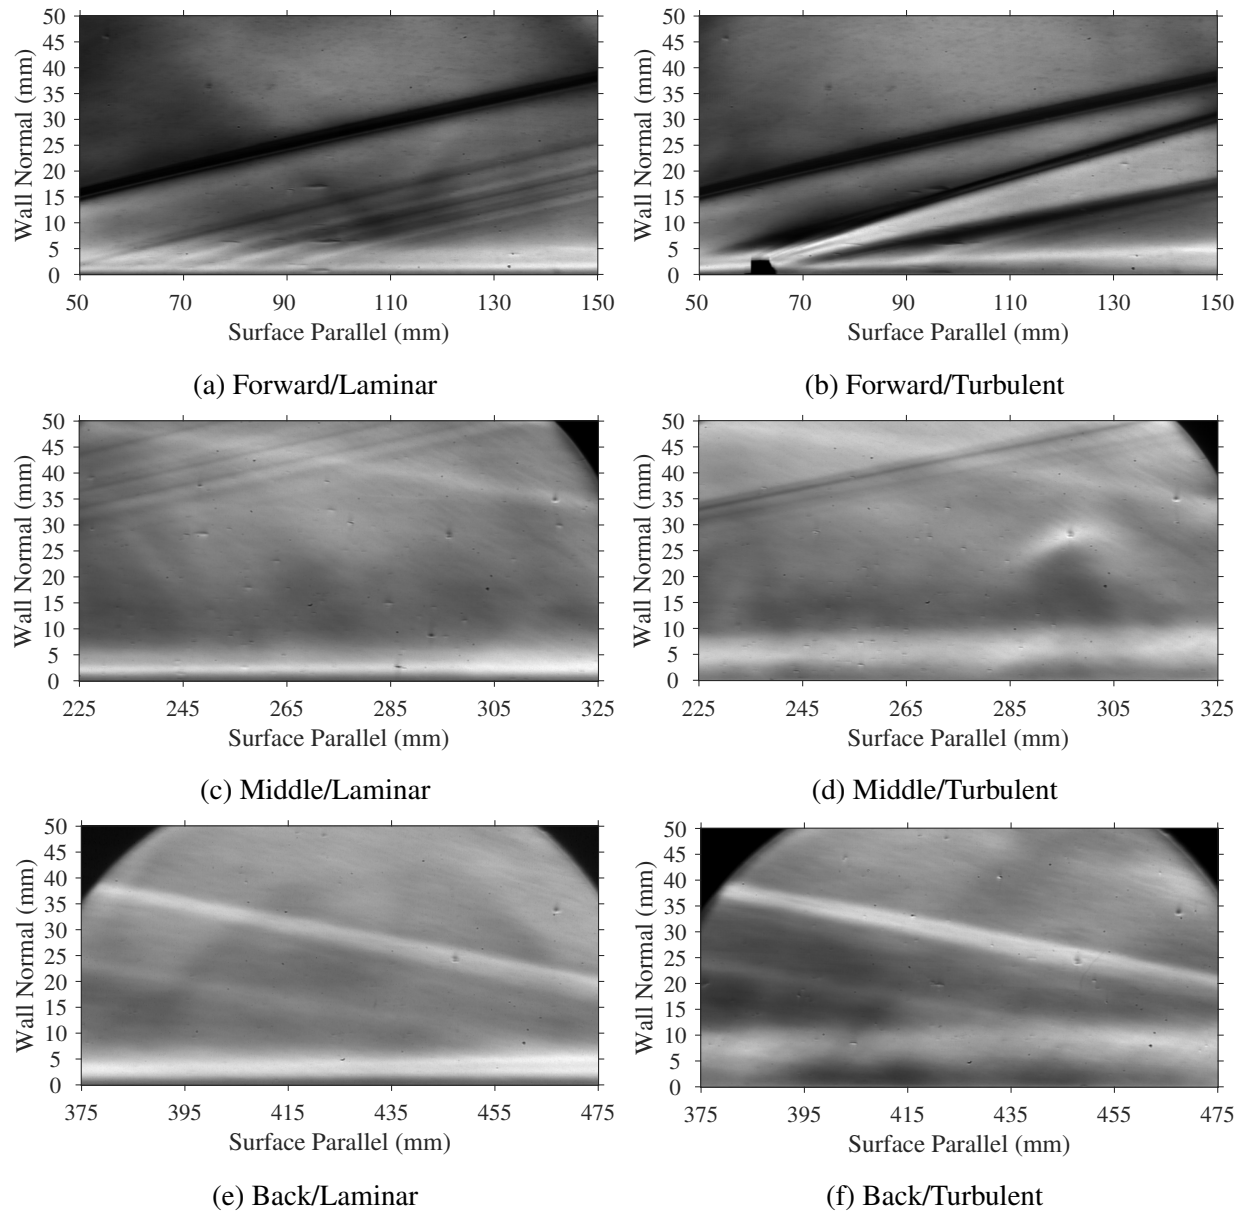 50
45
40
35
30
25
20
15
10
5
0
Wall Normal (mm)
50 70 90 110 130 150
Surface Parallel (mm)
(a) Forward/Laminar
50
45
40
35
30
25
20
15
10
5
0
Wall Normal (mm)
50 70 90 110 130 150
Surface Parallel (mm)
(b) Forward/Turbulent
50
45
40
35
30
25
20
15
10
5
0
Wall Normal (mm)
225 245 265 285 305 325
Surface Parallel (mm)
(c) Middle/Laminar
50
45
40
35
30
25
20
15
10
5
0
Wall Normal (mm)
225 245 265 285 305 325
Surface Parallel (mm)
(d) Middle/Turbulent
50
45
40
35
30
25
20
15
10
5
0
Wall Normal (mm)
375 395 415 435 455 475
Surface Parallel (mm)
(e) Back/Laminar
50
45
40
35
30
25
20
15
10
5
0
Wall Normal (mm)
375 395 415 435 455 475
Surface Parallel (mm)
(f) Back/Turbulent